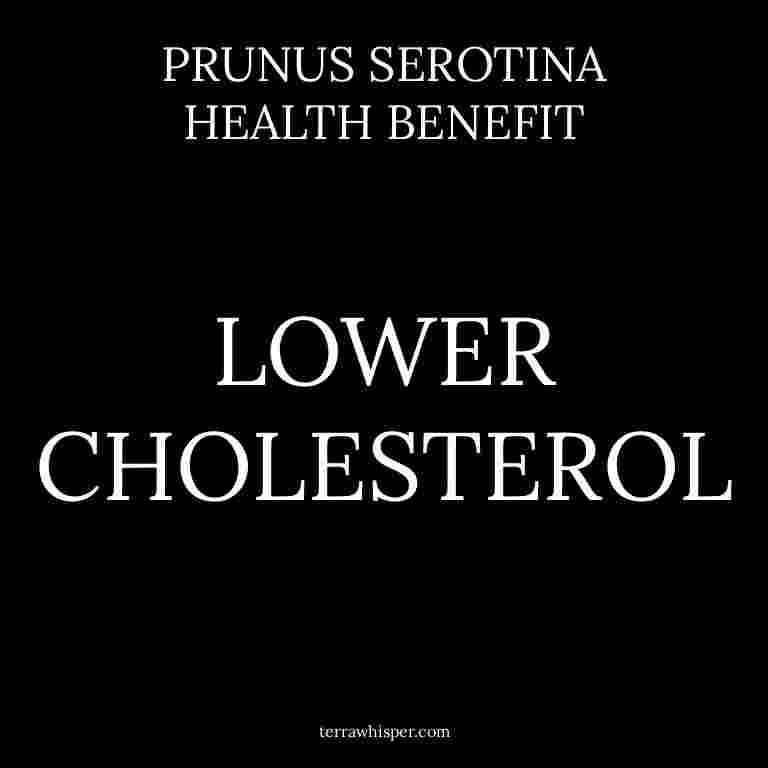 PRUNUS SEROTINA
HEALTH BENEFIT
LOWER
CHOLESTEROL
terrawhisper.com